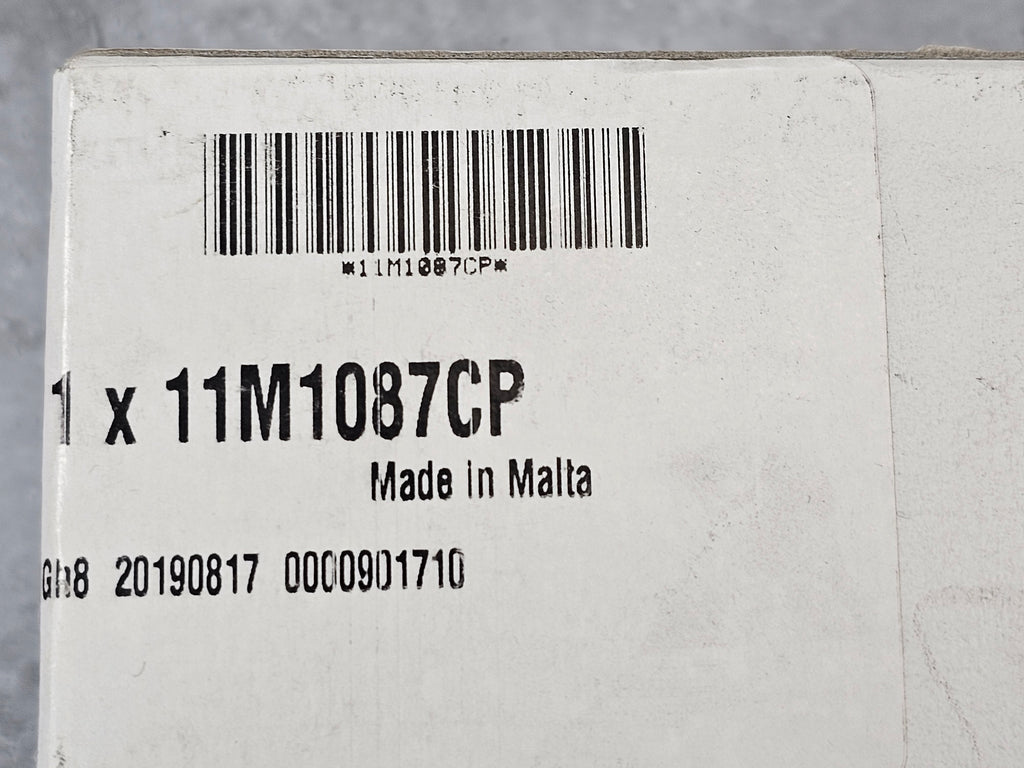 *11M1087CP*
1 x 11M1087CP
Made in Malta
20190817 0000901710